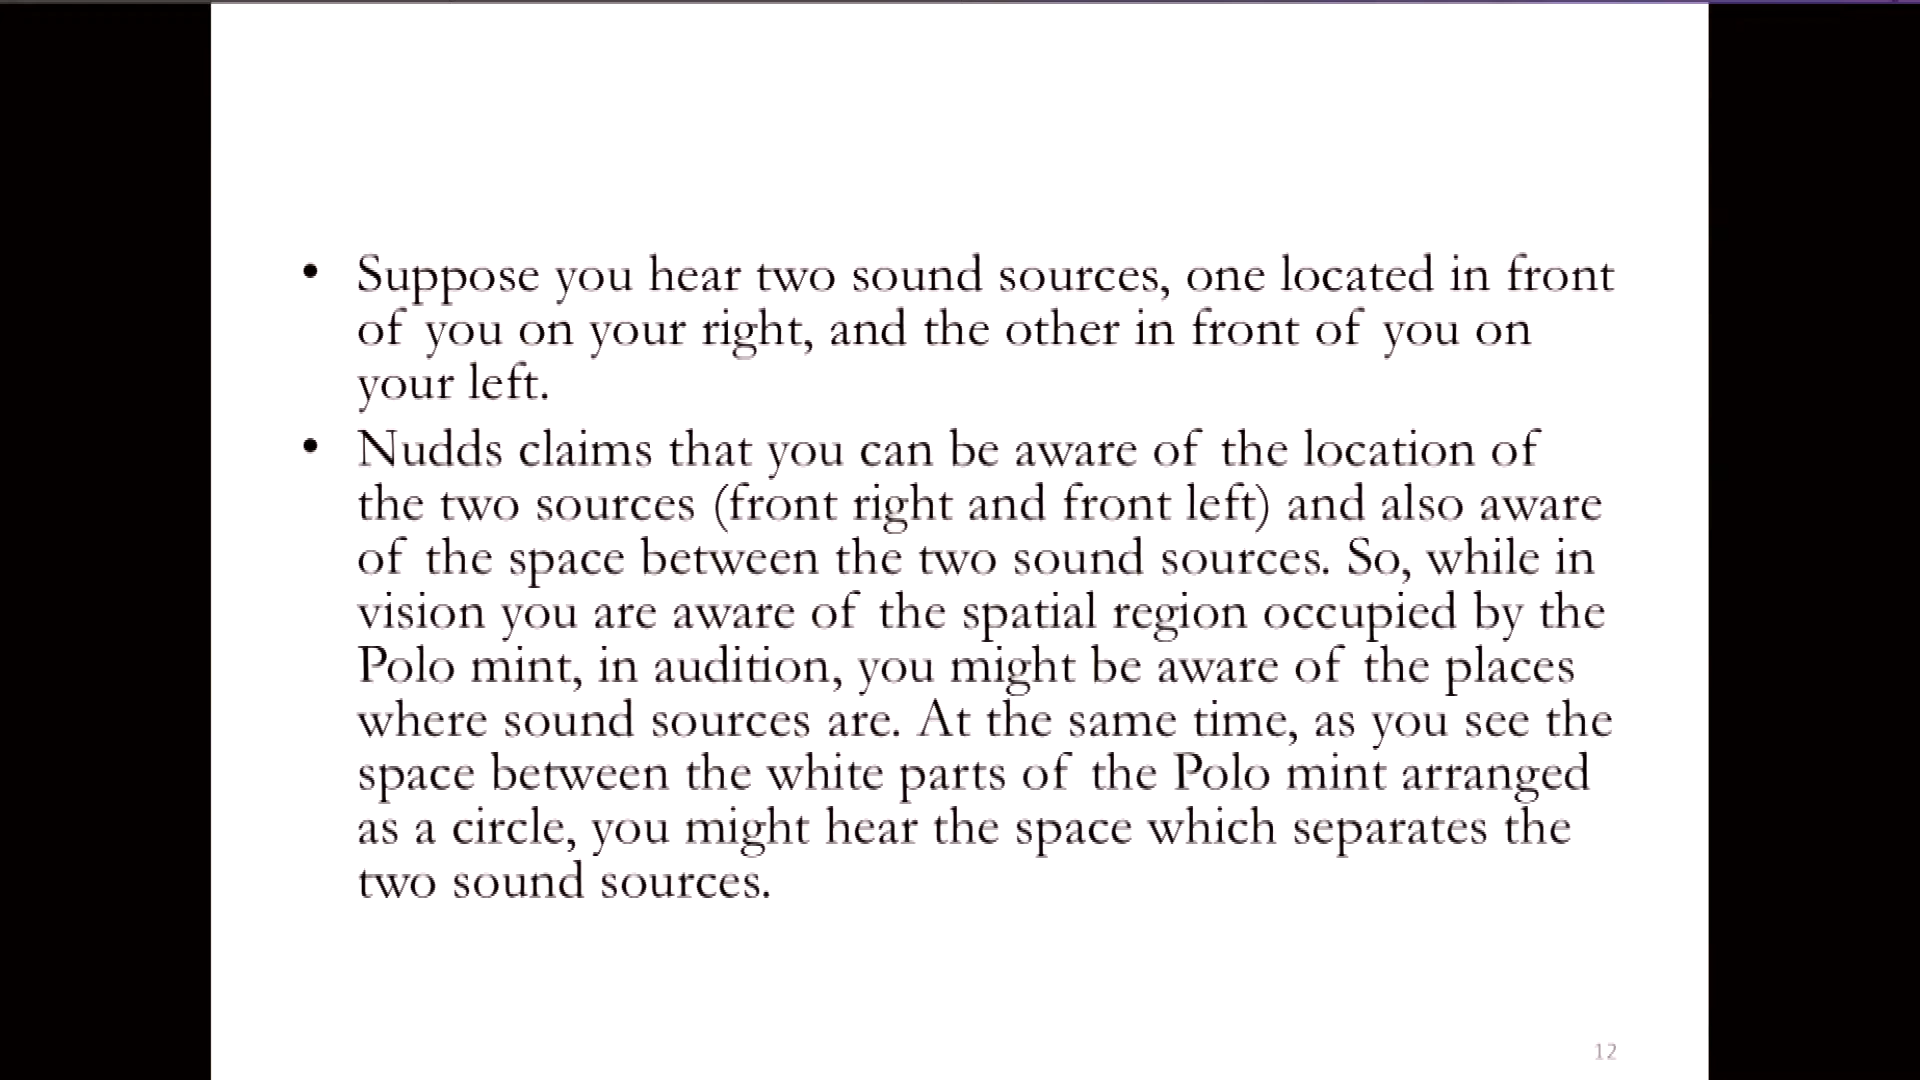 • Suppose you hear two sound sources, one located in front
of you on your right, and the other in front of you on
your left.
• Nudds claims that you can be aware of the location of
the two sources (front right and front left) and also aware
of the space between the two sound sources. So, while in
vision you are aware of the spatial region occupied by the
Polo mint, in audition, you might be aware of the places
where sound sources are. At the same time, as you see the
space between the white parts of the Polo mint arranged
as a circle, you might hear the space which separates the
two sound sources.
12